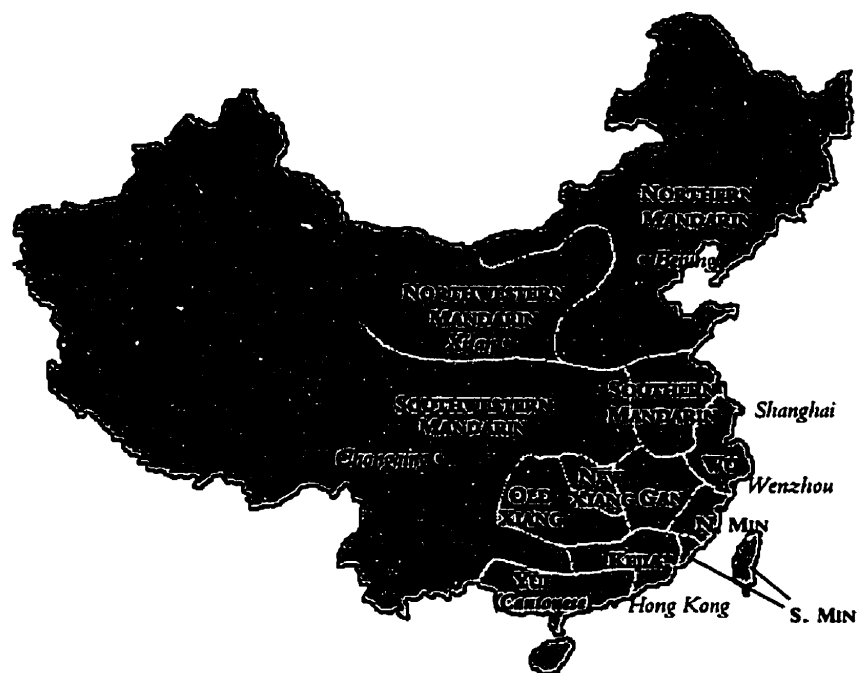 NORTHERN
MANDARIN
Beijing
NORTHWESTERN
MANDARIN
Xi'an
SOUTHERN
MANDARIN
Shanghai
SOUTHWESTERN
MANDARIN
Chongqing
WU
Wenzhou
NEW
XIANG
GAN
OLD
XIANG
N. MIN
KEJIA
YUE
Cantonese
Hong Kong
S. MIN